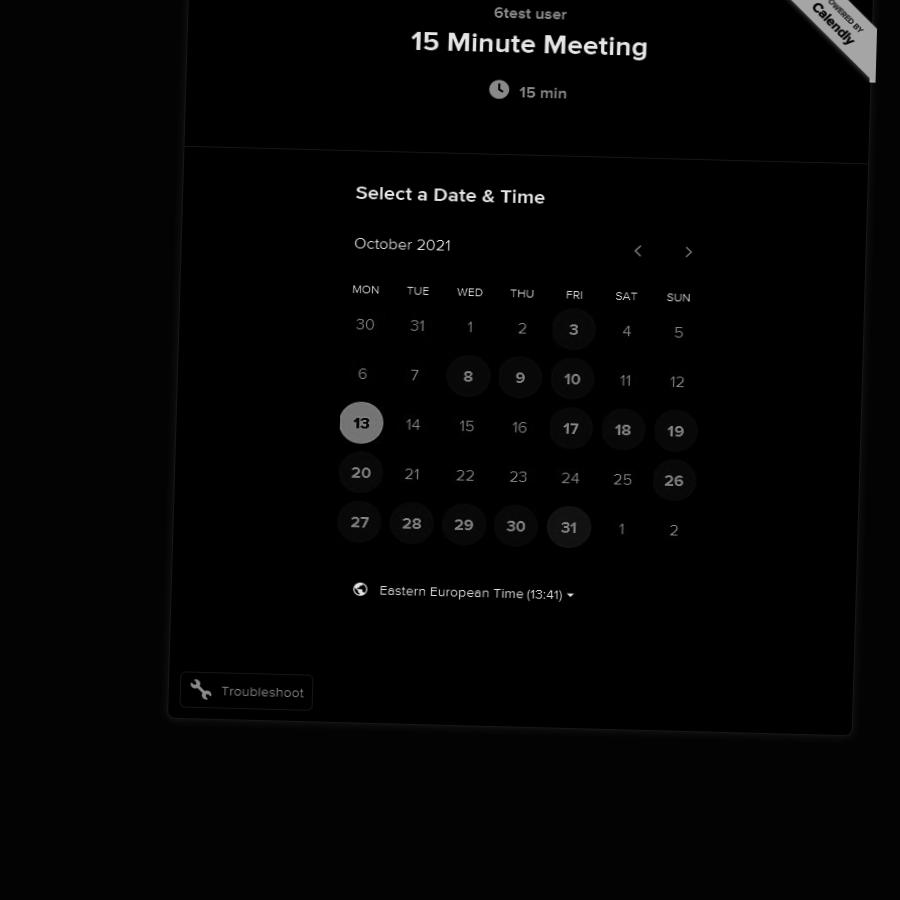 6test user
15 Minute Meeting
15 min
POWERED BY
Calendly
Select a Date & Time
October 2021
MON TUE WED THU FRI SAT SUN
30 31 1 2 3 4 5
6 7 8 9 10 11 12
13 14 15 16 17 18 19
20 21 22 23 24 25 26
27 28 29 30 31 1 2
Eastern European Time (13:41)
Troubleshoot